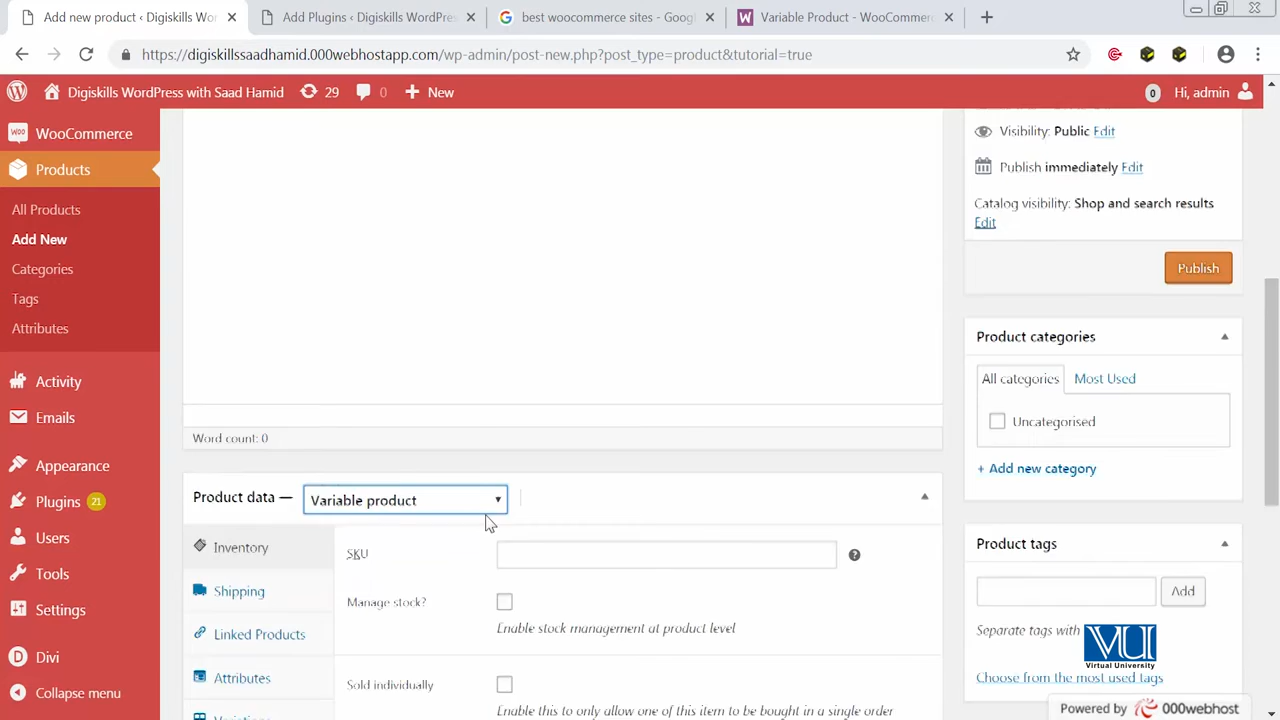 Add new product ‹ Digiskills Wor
Add Plugins ‹ Digiskills WordPres
best woocommerce sites - Googl
Variable Product - WooCommerc
https://digiskillssaadhamid.000webhostapp.com/wp-admin/post-new.php?post_type=product&tutorial=true
Digiskills WordPress with Saad Hamid
29
0
New
0
Hi, admin
WooCommerce
Products
All Products
Add New
Categories
Tags
Attributes
Activity
Emails
Appearance
Plugins 21
Users
Tools
Settings
Divi
Collapse menu
Word count: 0
Product data — Variable product
Inventory
Shipping
Linked Products
Attributes
SKU
Manage stock?
Enable stock management at product level
Sold individually
Enable this to only allow one of this item to be bought in a single order
Visibility: Public Edit
Publish immediately Edit
Catalog visibility: Shop and search results
Edit
Publish
Product categories
All categories
Most Used
Uncategorised
+ Add new category
Product tags
Add
Separate tags with
Choose from the most used tags
VU
Virtual University
Powered by 000webhost